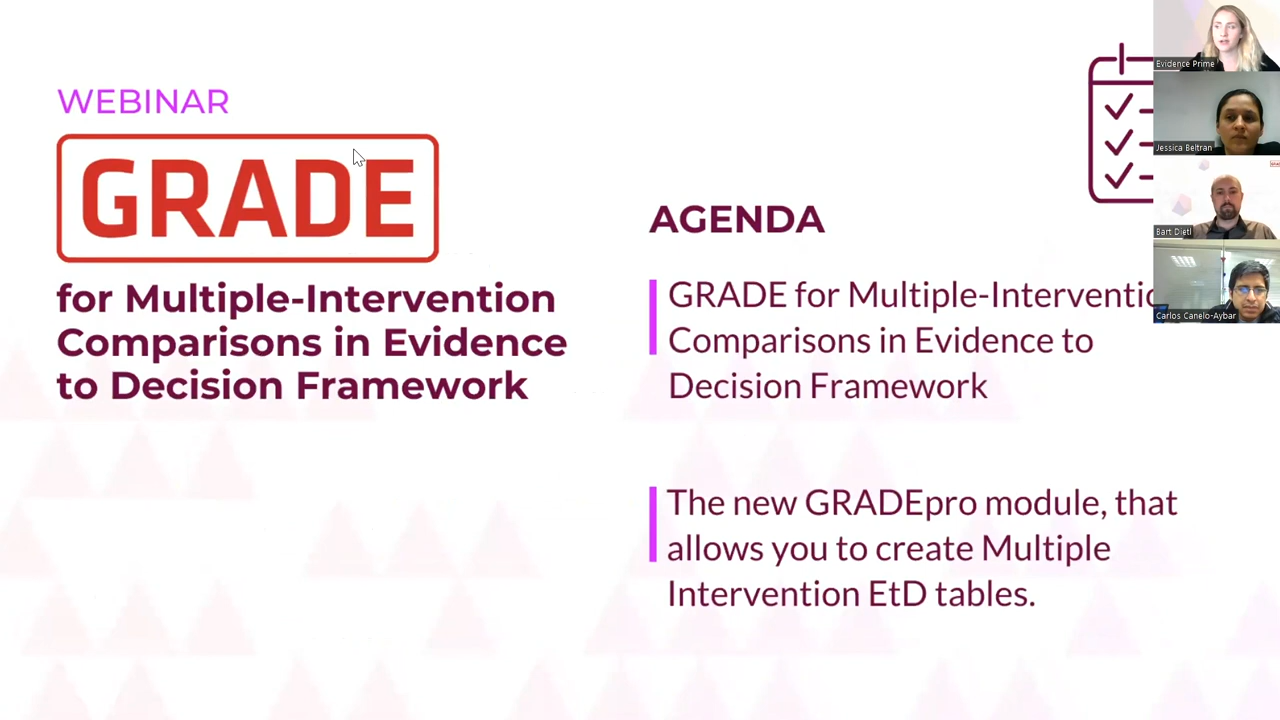 WEBINAR
GRADE
for Multiple-Intervention
Comparisons in Evidence
to Decision Framework
AGENDA
GRADE for Multiple-Interventio
Comparisons in Evidence to
Decision Framework
The new GRADEpro module, that
allows you to create Multiple
Intervention EtD tables.
Evidence Prime
Jessica Beltran
Bart Dietl
Carlos Canelo-Aybar